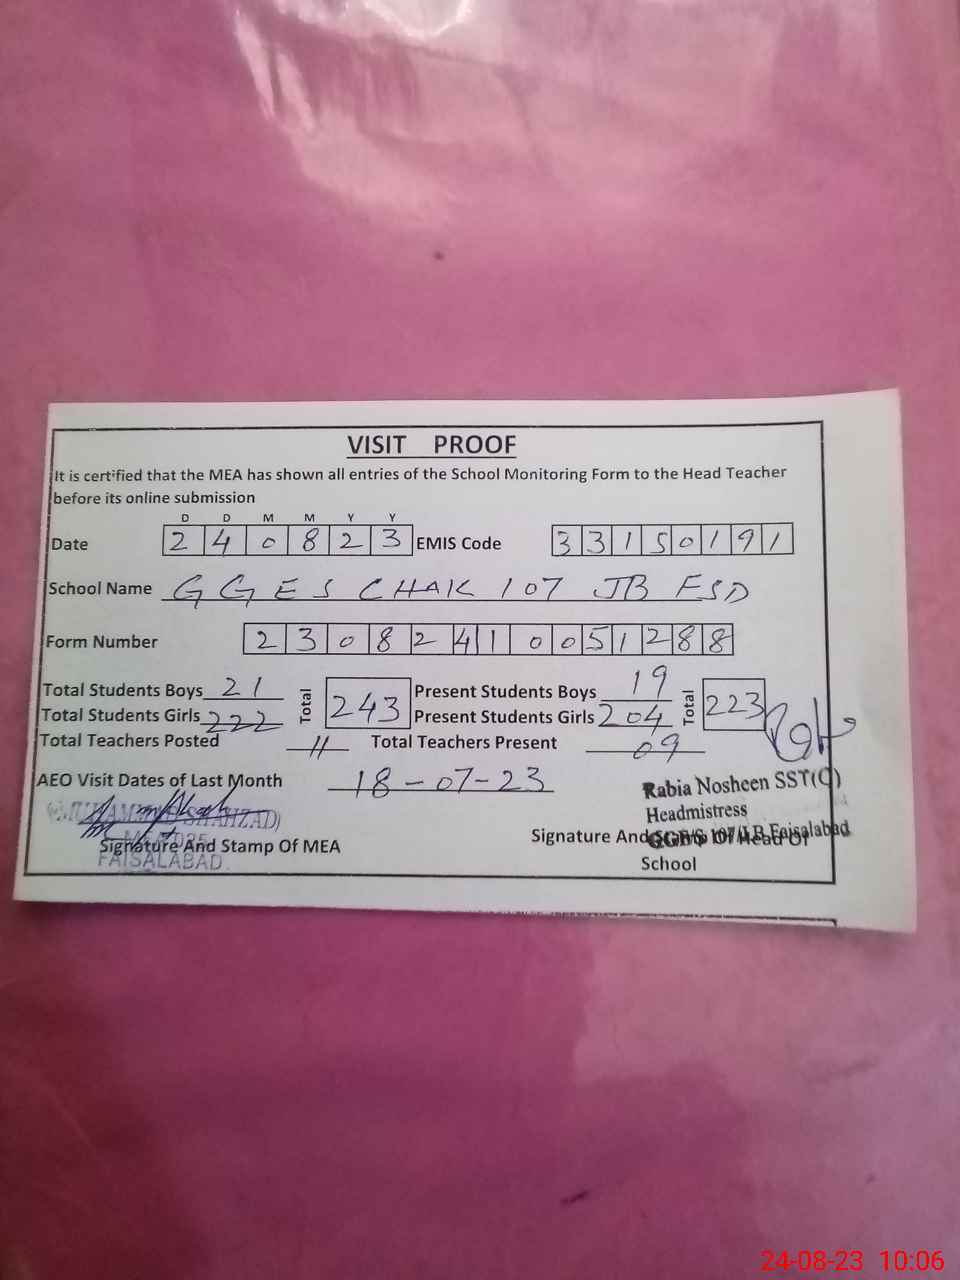 VISIT PROOF
It is certified that the MEA has shown all entries of the School Monitoring Form to the Head Teacher
before its online submission
D D M M Y Y
Date 2 4 0 8 2 3 EMIS Code 3 3 1 5 0 1 9 1
School Name GGES CHAK 107 JB FSD
Form Number 2 3 0 8 2 4 1 0 0 5 1 2 8 8
Total Students Boys 21 Total 243 Present Students Boys 19 Total 223
Total Students Girls 222 Present Students Girls 204
Total Teachers Posted 11 Total Teachers Present 09
AEO Visit Dates of Last Month 18-07-23
Rabia Nosheen SST(C)
Headmistress
SHAHZAD)
Signature And Stamp Of MEA
FAISALABAD.
Signature And Stamp Of Head Of
School
107/J.B Faisalabad
24-08-23 10:06